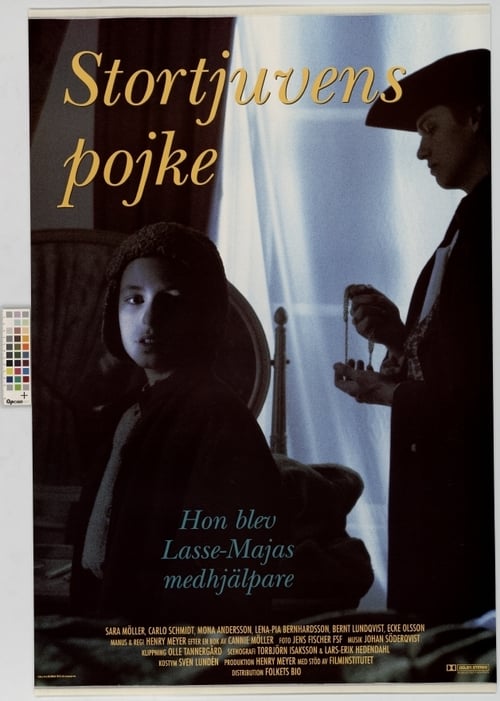 Stortjuvens
pojke
Hon blev
Lasse-Majas
medhjälpare
SARA MÖLLER, CARLO SCHMIDT, MONA ANDERSSON, LENA-PIA BERNHARDSSON, BERNT LUNDQVIST, ECKE OLSSON
MANUS & REGI HENRY MEYER EFTER EN BOK AV CANNIE MÖLLER FOTO JENS FISCHER FSF MUSIK JOHAN SÖDERQVIST
KLIPPNING OLLE TANNERGÅRD SCENOGRAFI TORBJÖRN ISAKSSON & LARS-ERIK HEDENDAHL
KOSTYM SVEN LUNDÉN PRODUKTION HENRY MEYER MED STÖD AV FILMINSTITUTET
DISTRIBUTION FOLKETS BIO
DOLBY STEREO